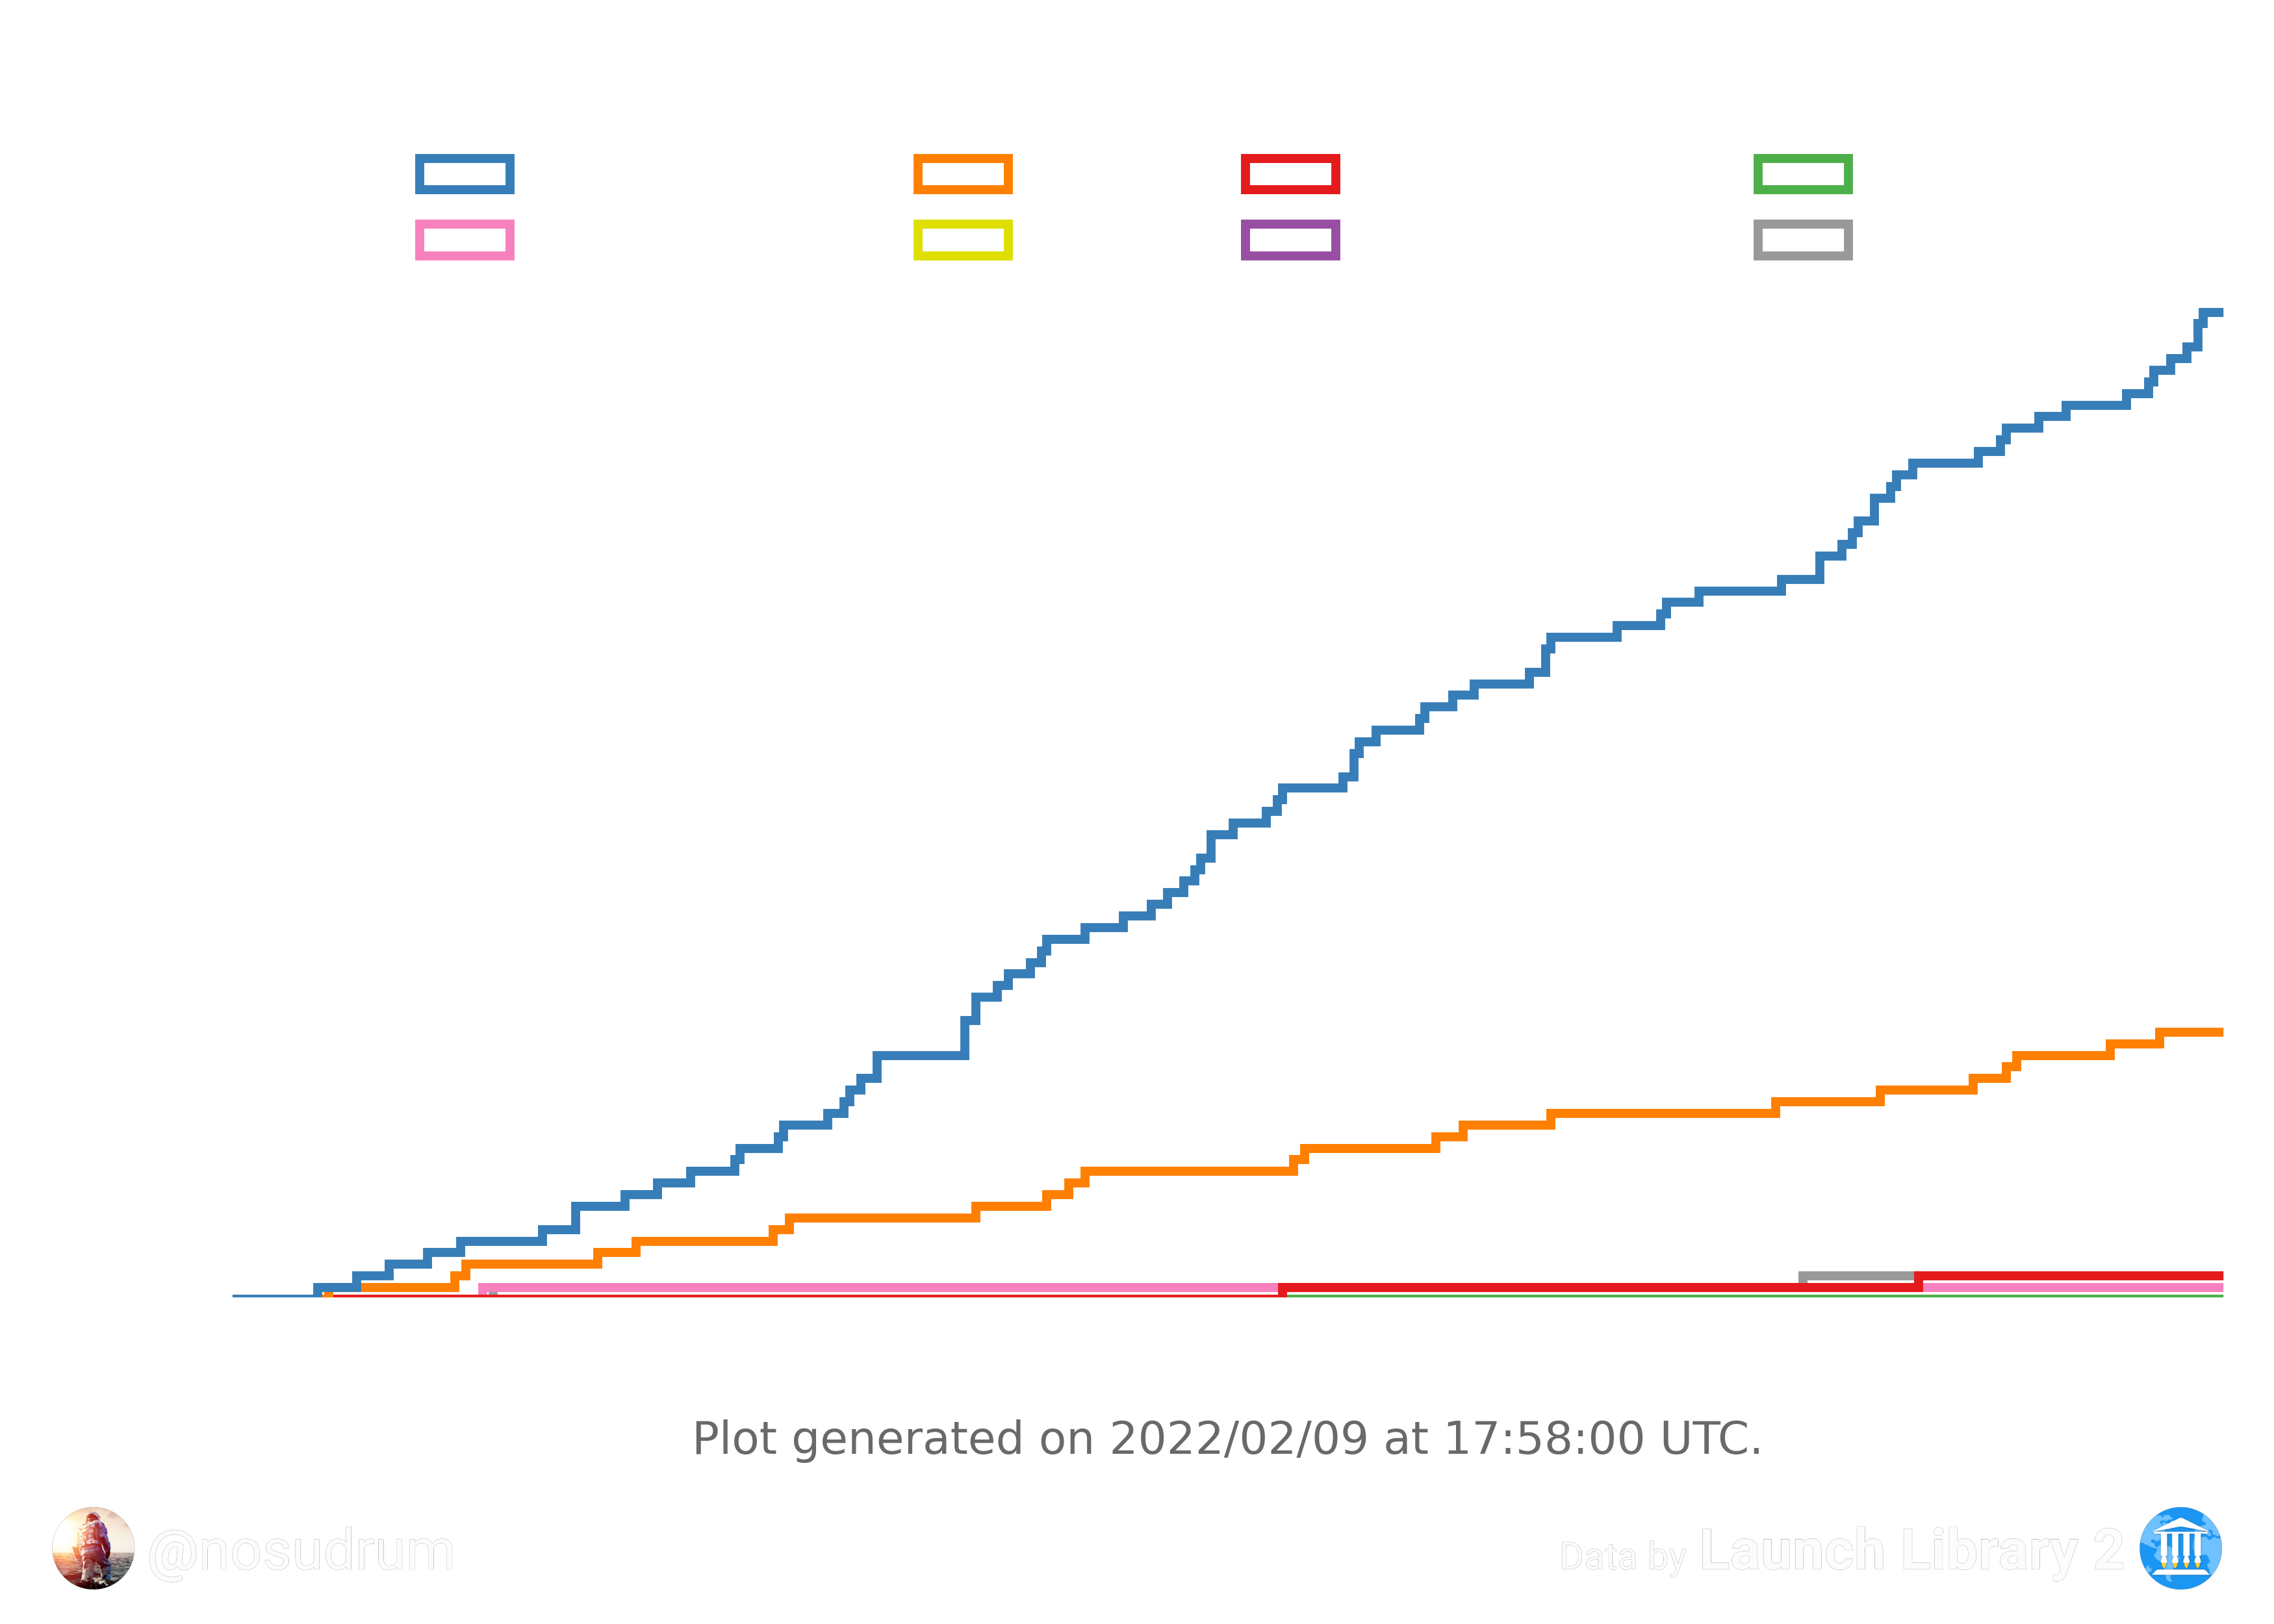 Plot generated on 2022/02/09 at 17:58:00 UTC.
@nosudrum
Data by Launch Library 2